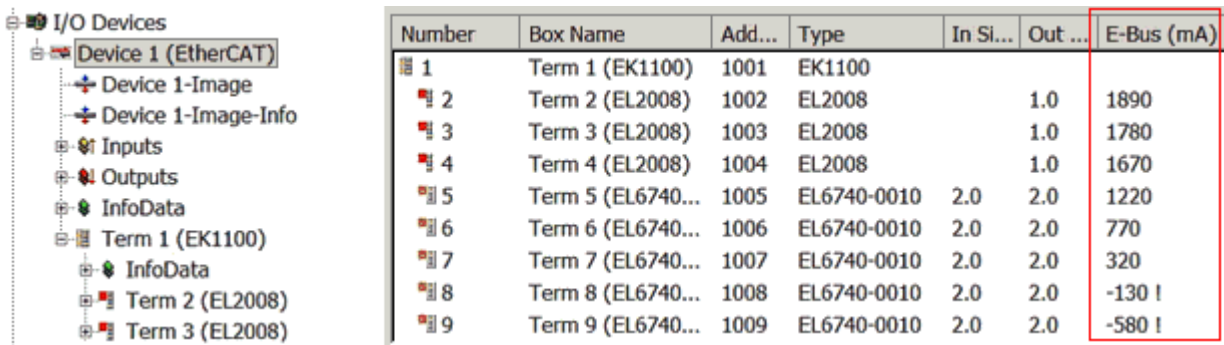 I/O Devices
Device 1 (EtherCAT)
Device 1-Image
Device 1-Image-Info
Inputs
Outputs
InfoData
Term 1 (EK1100)
InfoData
Term 2 (EL2008)
Term 3 (EL2008)
Number Box Name Add... Type In Si... Out ... E-Bus (mA)
1 Term 1 (EK1100) 1001 EK1100
2 Term 2 (EL2008) 1002 EL2008 1.0 1890
3 Term 3 (EL2008) 1003 EL2008 1.0 1780
4 Term 4 (EL2008) 1004 EL2008 1.0 1670
5 Term 5 (EL6740... 1005 EL6740-0010 2.0 2.0 1220
6 Term 6 (EL6740... 1006 EL6740-0010 2.0 2.0 770
7 Term 7 (EL6740... 1007 EL6740-0010 2.0 2.0 320
8 Term 8 (EL6740... 1008 EL6740-0010 2.0 2.0 -130 !
9 Term 9 (EL6740... 1009 EL6740-0010 2.0 2.0 -580 !